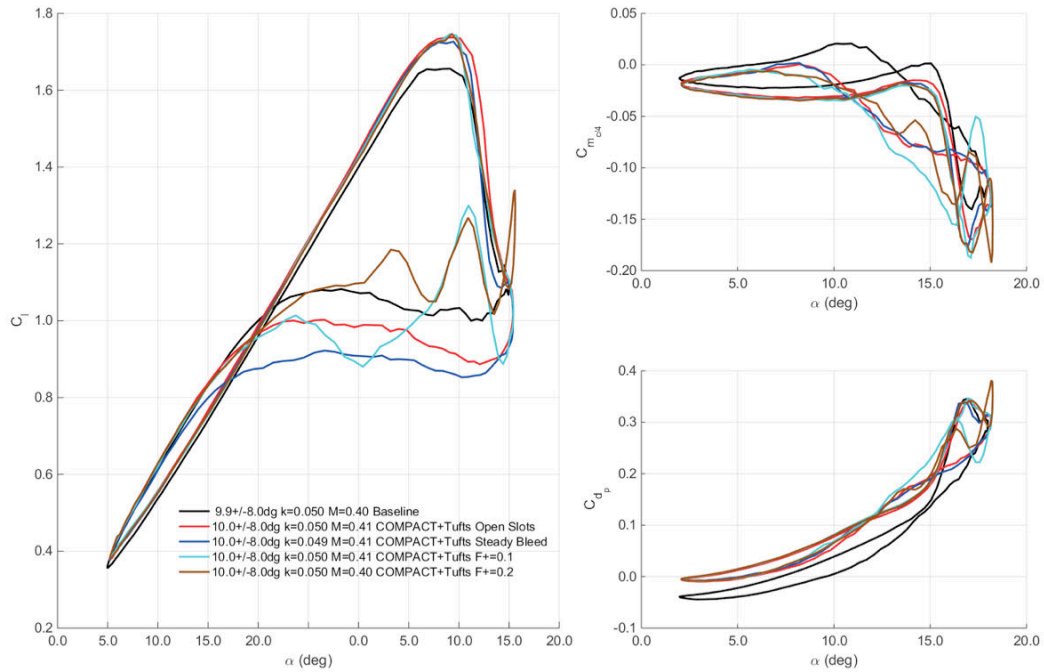 1.8
1.6
1.4
1.2
1.0
0.8
0.6
0.4
0.2
C_l
9.9+/-8.0dg k=0.050 M=0.40 Baseline
10.0+/-8.0dg k=0.050 M=0.41 COMPACT+Tufts Open Slots
10.0+/-8.0dg k=0.049 M=0.41 COMPACT+Tufts Steady Bleed
10.0+/-8.0dg k=0.050 M=0.41 COMPACT+Tufts F+=0.1
10.0+/-8.0dg k=0.050 M=0.40 COMPACT+Tufts F+=0.2
0.0 15.0 10.0 15.0 20.0 0.0 5.0 10.0 15.0
α (deg)
0.05
0.0
-0.05
-0.10
-0.15
-0.20
C_m_c/4
0.0 5.0 10.0 15.0 20.0
α (deg)
0.4
0.3
0.2
0.1
0.0
-0.1
C_d_p
0.0 5.0 10.0 15.0 20.0
α (deg)